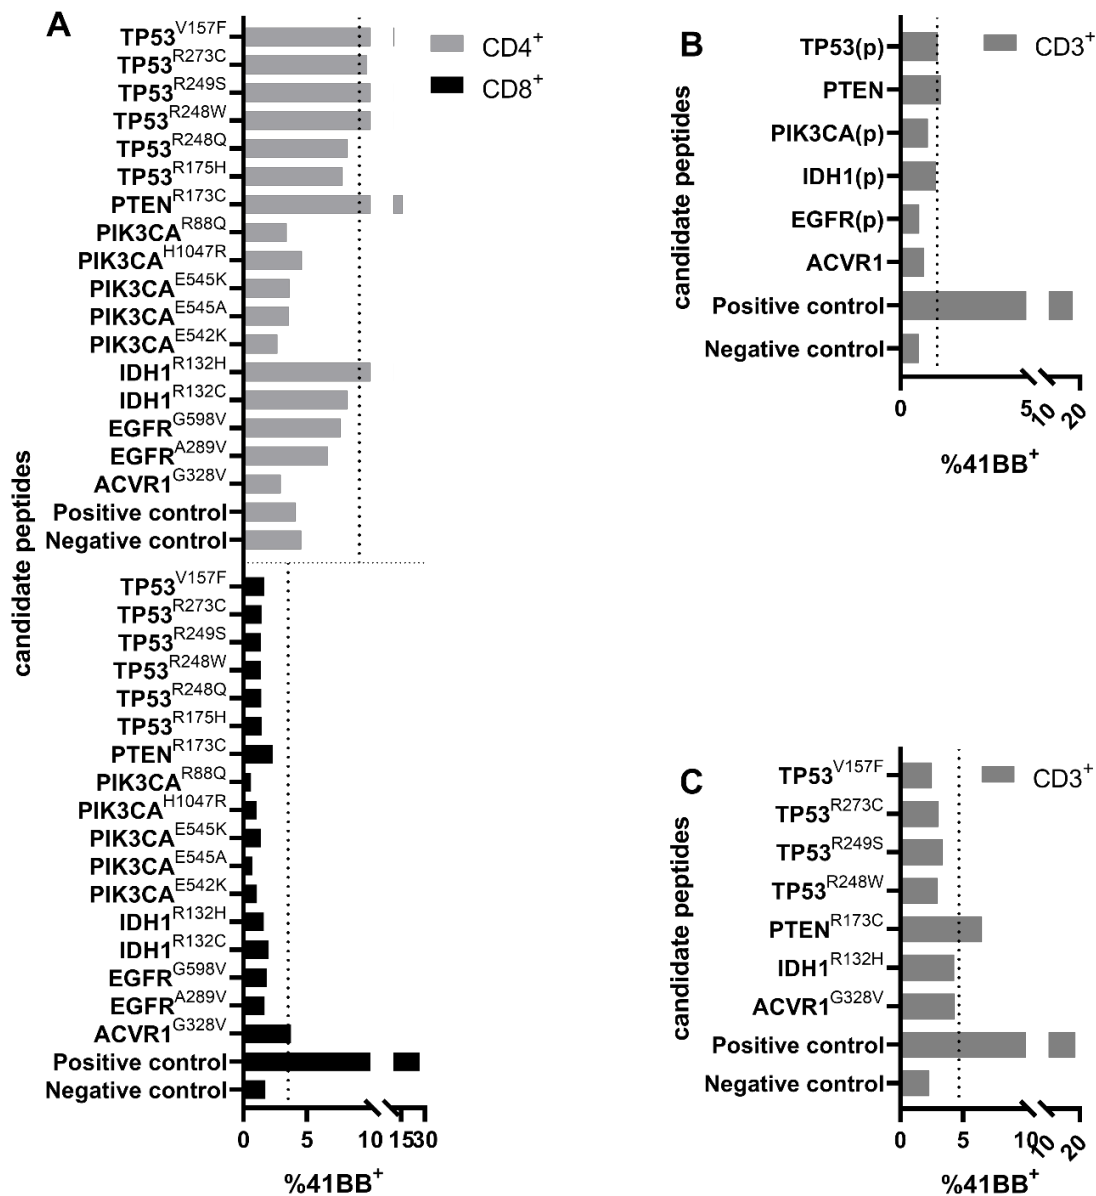 A
candidate peptides
TP53V157F
TP53R273C
TP53R249S
TP53R248W
TP53R248Q
TP53R175H
PTENR173C
PIK3CAR88Q
PIK3CAH1047R
PIK3CAE545K
PIK3CAE545A
PIK3CAE542K
IDH1R132H
IDH1R132C
EGFRG598V
EGFRA289V
ACVR1G328V
Positive control
Negative control
CD4+
CD8+
TP53V157F
TP53R273C
TP53R249S
TP53R248W
TP53R248Q
TP53R175H
PTENR173C
PIK3CAR88Q
PIK3CAH1047R
PIK3CAE545K
PIK3CAE545A
PIK3CAE542K
IDH1R132H
IDH1R132C
EGFRG598V
EGFRA289V
ACVR1G328V
Positive control
Negative control
0 5 10 15 30
%41BB+
B
candidate peptides
TP53(p)
PTEN
PIK3CA(p)
IDH1(p)
EGFR(p)
ACVR1
Positive control
Negative control
CD3+
0 5 10 20
%41BB+
C
candidate peptides
TP53V157F
TP53R273C
TP53R249S
TP53R248W
PTENR173C
IDH1R132H
ACVR1G328V
Positive control
Negative control
CD3+
0 5 10 10 20
%41BB+